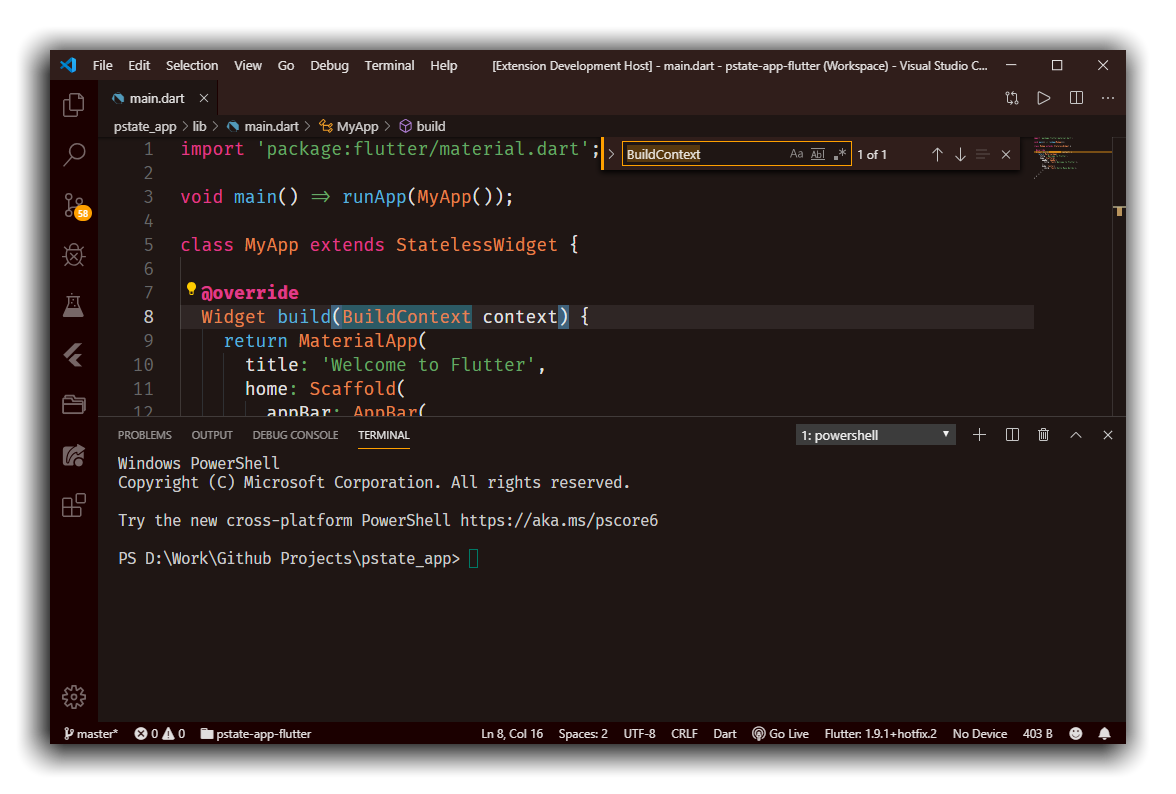 File Edit Selection View Go Debug Terminal Help [Extension Development Host] - main.dart - pstate-app-flutter (Workspace) - Visual Studio C...
main.dart
pstate_app > lib > main.dart > MyApp > build
BuildContext Aa Abl .* 1 of 1
1 import 'package:flutter/material.dart';
2
3 void main() => runApp(MyApp());
4
5 class MyApp extends StatelessWidget {
6
7 @override
8 Widget build(BuildContext context) {
9 return MaterialApp(
10 title: 'Welcome to Flutter',
11 home: Scaffold(
12 appBar: AppBar(
58
PROBLEMS OUTPUT DEBUG CONSOLE TERMINAL 1: powershell
Windows PowerShell
Copyright (C) Microsoft Corporation. All rights reserved.
Try the new cross-platform PowerShell https://aka.ms/pscore6
PS D:\Work\Github Projects\pstate_app>
master* 0 0 pstate-app-flutter Ln 8, Col 16 Spaces: 2 UTF-8 CRLF Dart Go Live Flutter: 1.9.1+hotfix.2 No Device 403 B